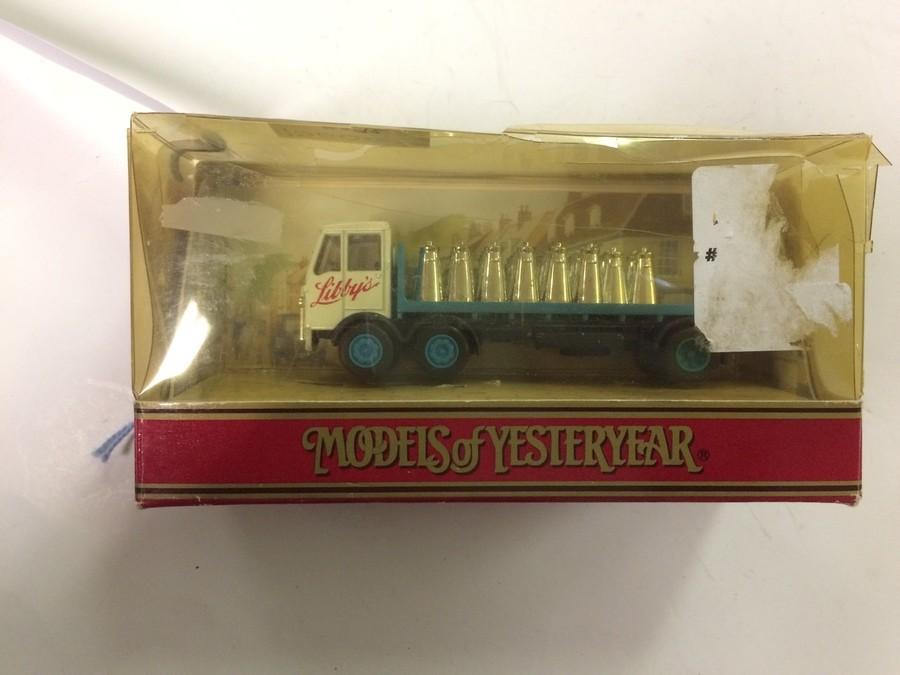 #
Libby's
MODELS of YESTERYEAR®